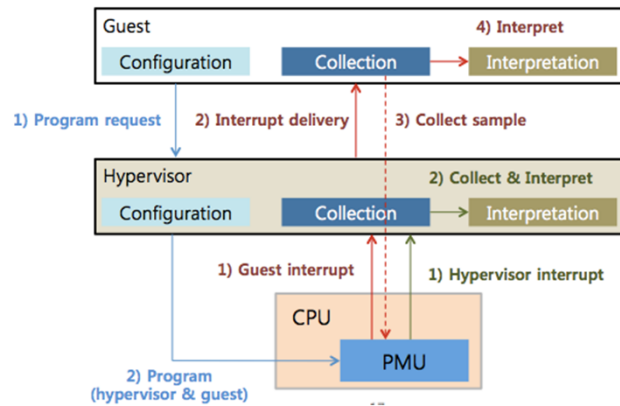 Guest
4) Interpret
Configuration
Collection
Interpretation
1) Program request
2) Interrupt delivery
3) Collect sample
Hypervisor
2) Collect & Interpret
Configuration
Collection
Interpretation
1) Guest interrupt
1) Hypervisor interrupt
CPU
PMU
2) Program
(hypervisor & guest)